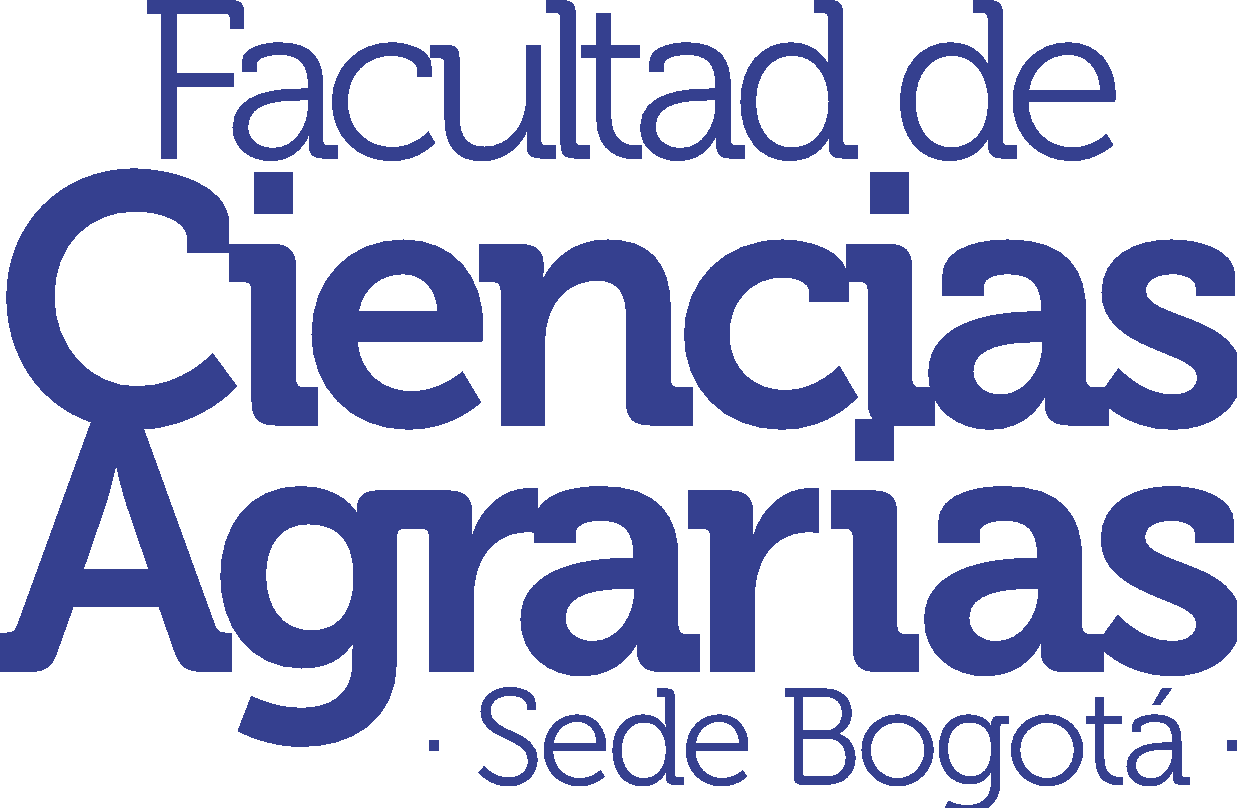 Facultad de
Ciencias
Agrarias
· Sede Bogotá ·